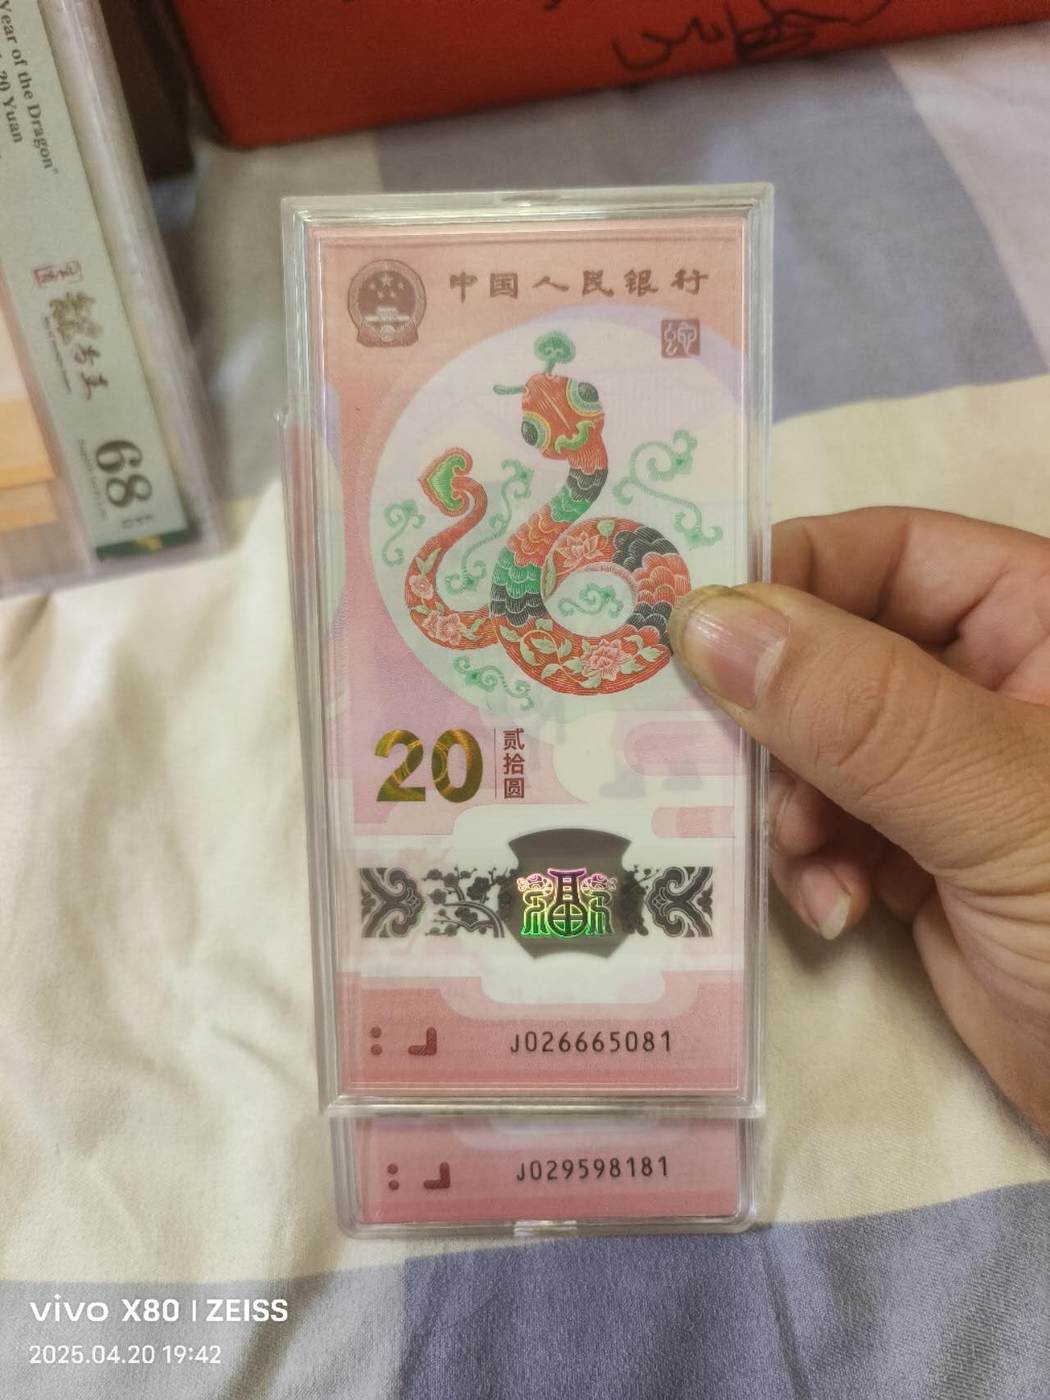 Year of the Dragon"
20 Yuan
68
中国人民银行
20
贰拾圆
福
J026665081
J029598181
vivo X80 | ZEISS
2025.04.20 19:42